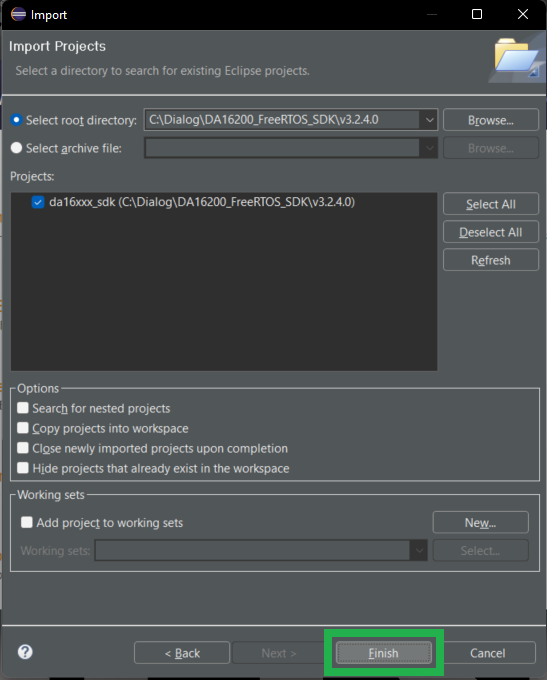 Import
Import Projects
Select a directory to search for existing Eclipse projects.
Select root directory: C:\Dialog\DA16200_FreeRTOS_SDK\v3.2.4.0 Browse...
Select archive file: Browse...
Projects:
da16xxx_sdk (C:\Dialog\DA16200_FreeRTOS_SDK\v3.2.4.0)
Select All
Deselect All
Refresh
Options
Search for nested projects
Copy projects into workspace
Close newly imported projects upon completion
Hide projects that already exist in the workspace
Working sets
Add project to working sets New...
Working sets: Select...
? < Back Next > Finish Cancel